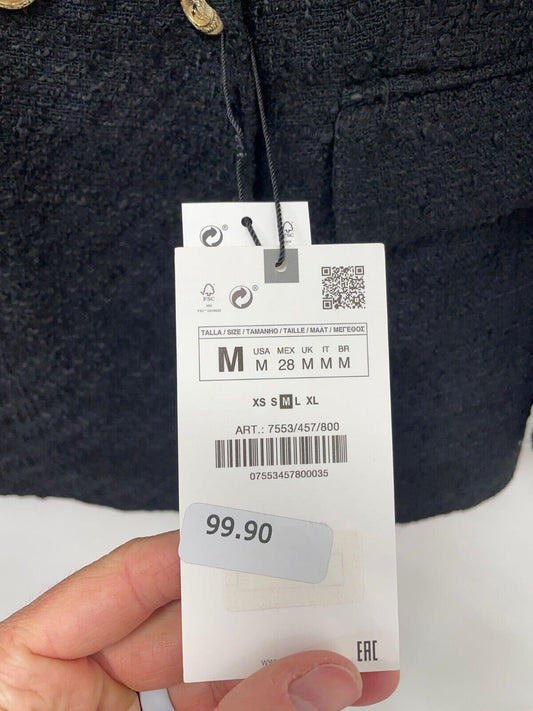 FSC
TALLA / SIZE / TAMANHO / TAILLE / MAAT / ΜΕΓΕΘΟΣ
M
USA MEX UK IT BR
M 28 M M M
XS S M L XL
ART.: 7553/457/800
07553457800035
99.90
EAC